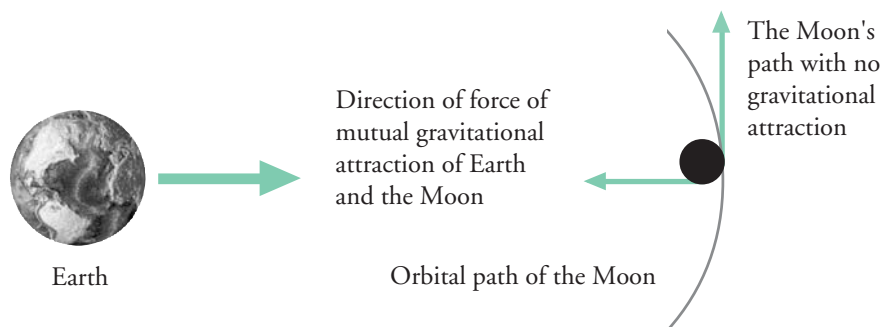 The Moon's
path with no
gravitational
attraction
Direction of force of
mutual gravitational
attraction of Earth
and the Moon
Earth
Orbital path of the Moon